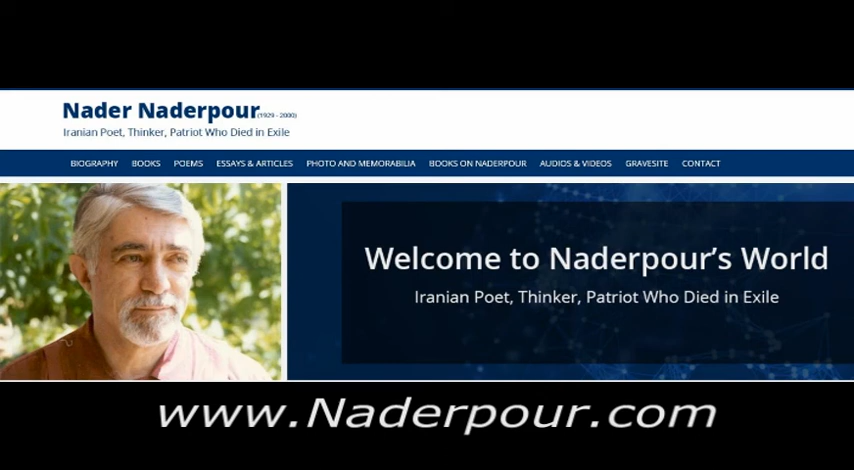 Nader Naderpour (1929 - 2000)
Iranian Poet, Thinker, Patriot Who Died in Exile
BIOGRAPHY BOOKS POEMS ESSAYS & ARTICLES PHOTO AND MEMORABILIA BOOKS ON NADERPOUR AUDIOS & VIDEOS GRAVESITE CONTACT
Welcome to Naderpour’s World
Iranian Poet, Thinker, Patriot Who Died in Exile
www.Naderpour.com